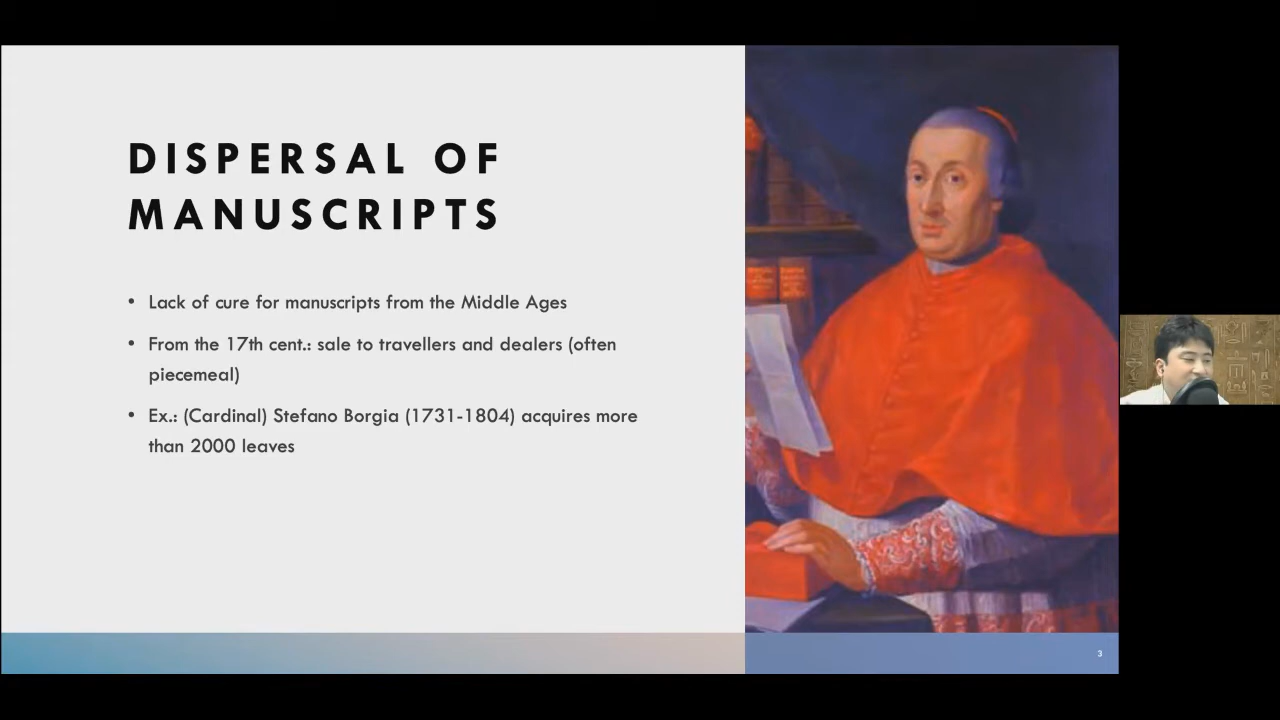 DISPERSAL OF
MANUSCRIPTS
• Lack of cure for manuscripts from the Middle Ages
• From the 17th cent.: sale to travellers and dealers (often
piecemeal)
• Ex.: (Cardinal) Stefano Borgia (1731-1804) acquires more
than 2000 leaves
3